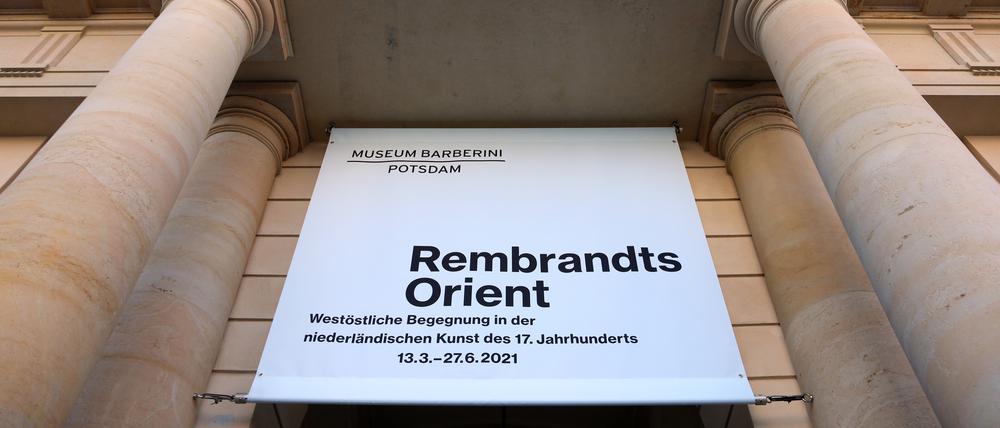 MUSEUM BARBERINI
POTSDAM
Rembrandts
Orient
Westöstliche Begegnung in der
niederländischen Kunst des 17. Jahrhunderts
13.3.–27.6.2021